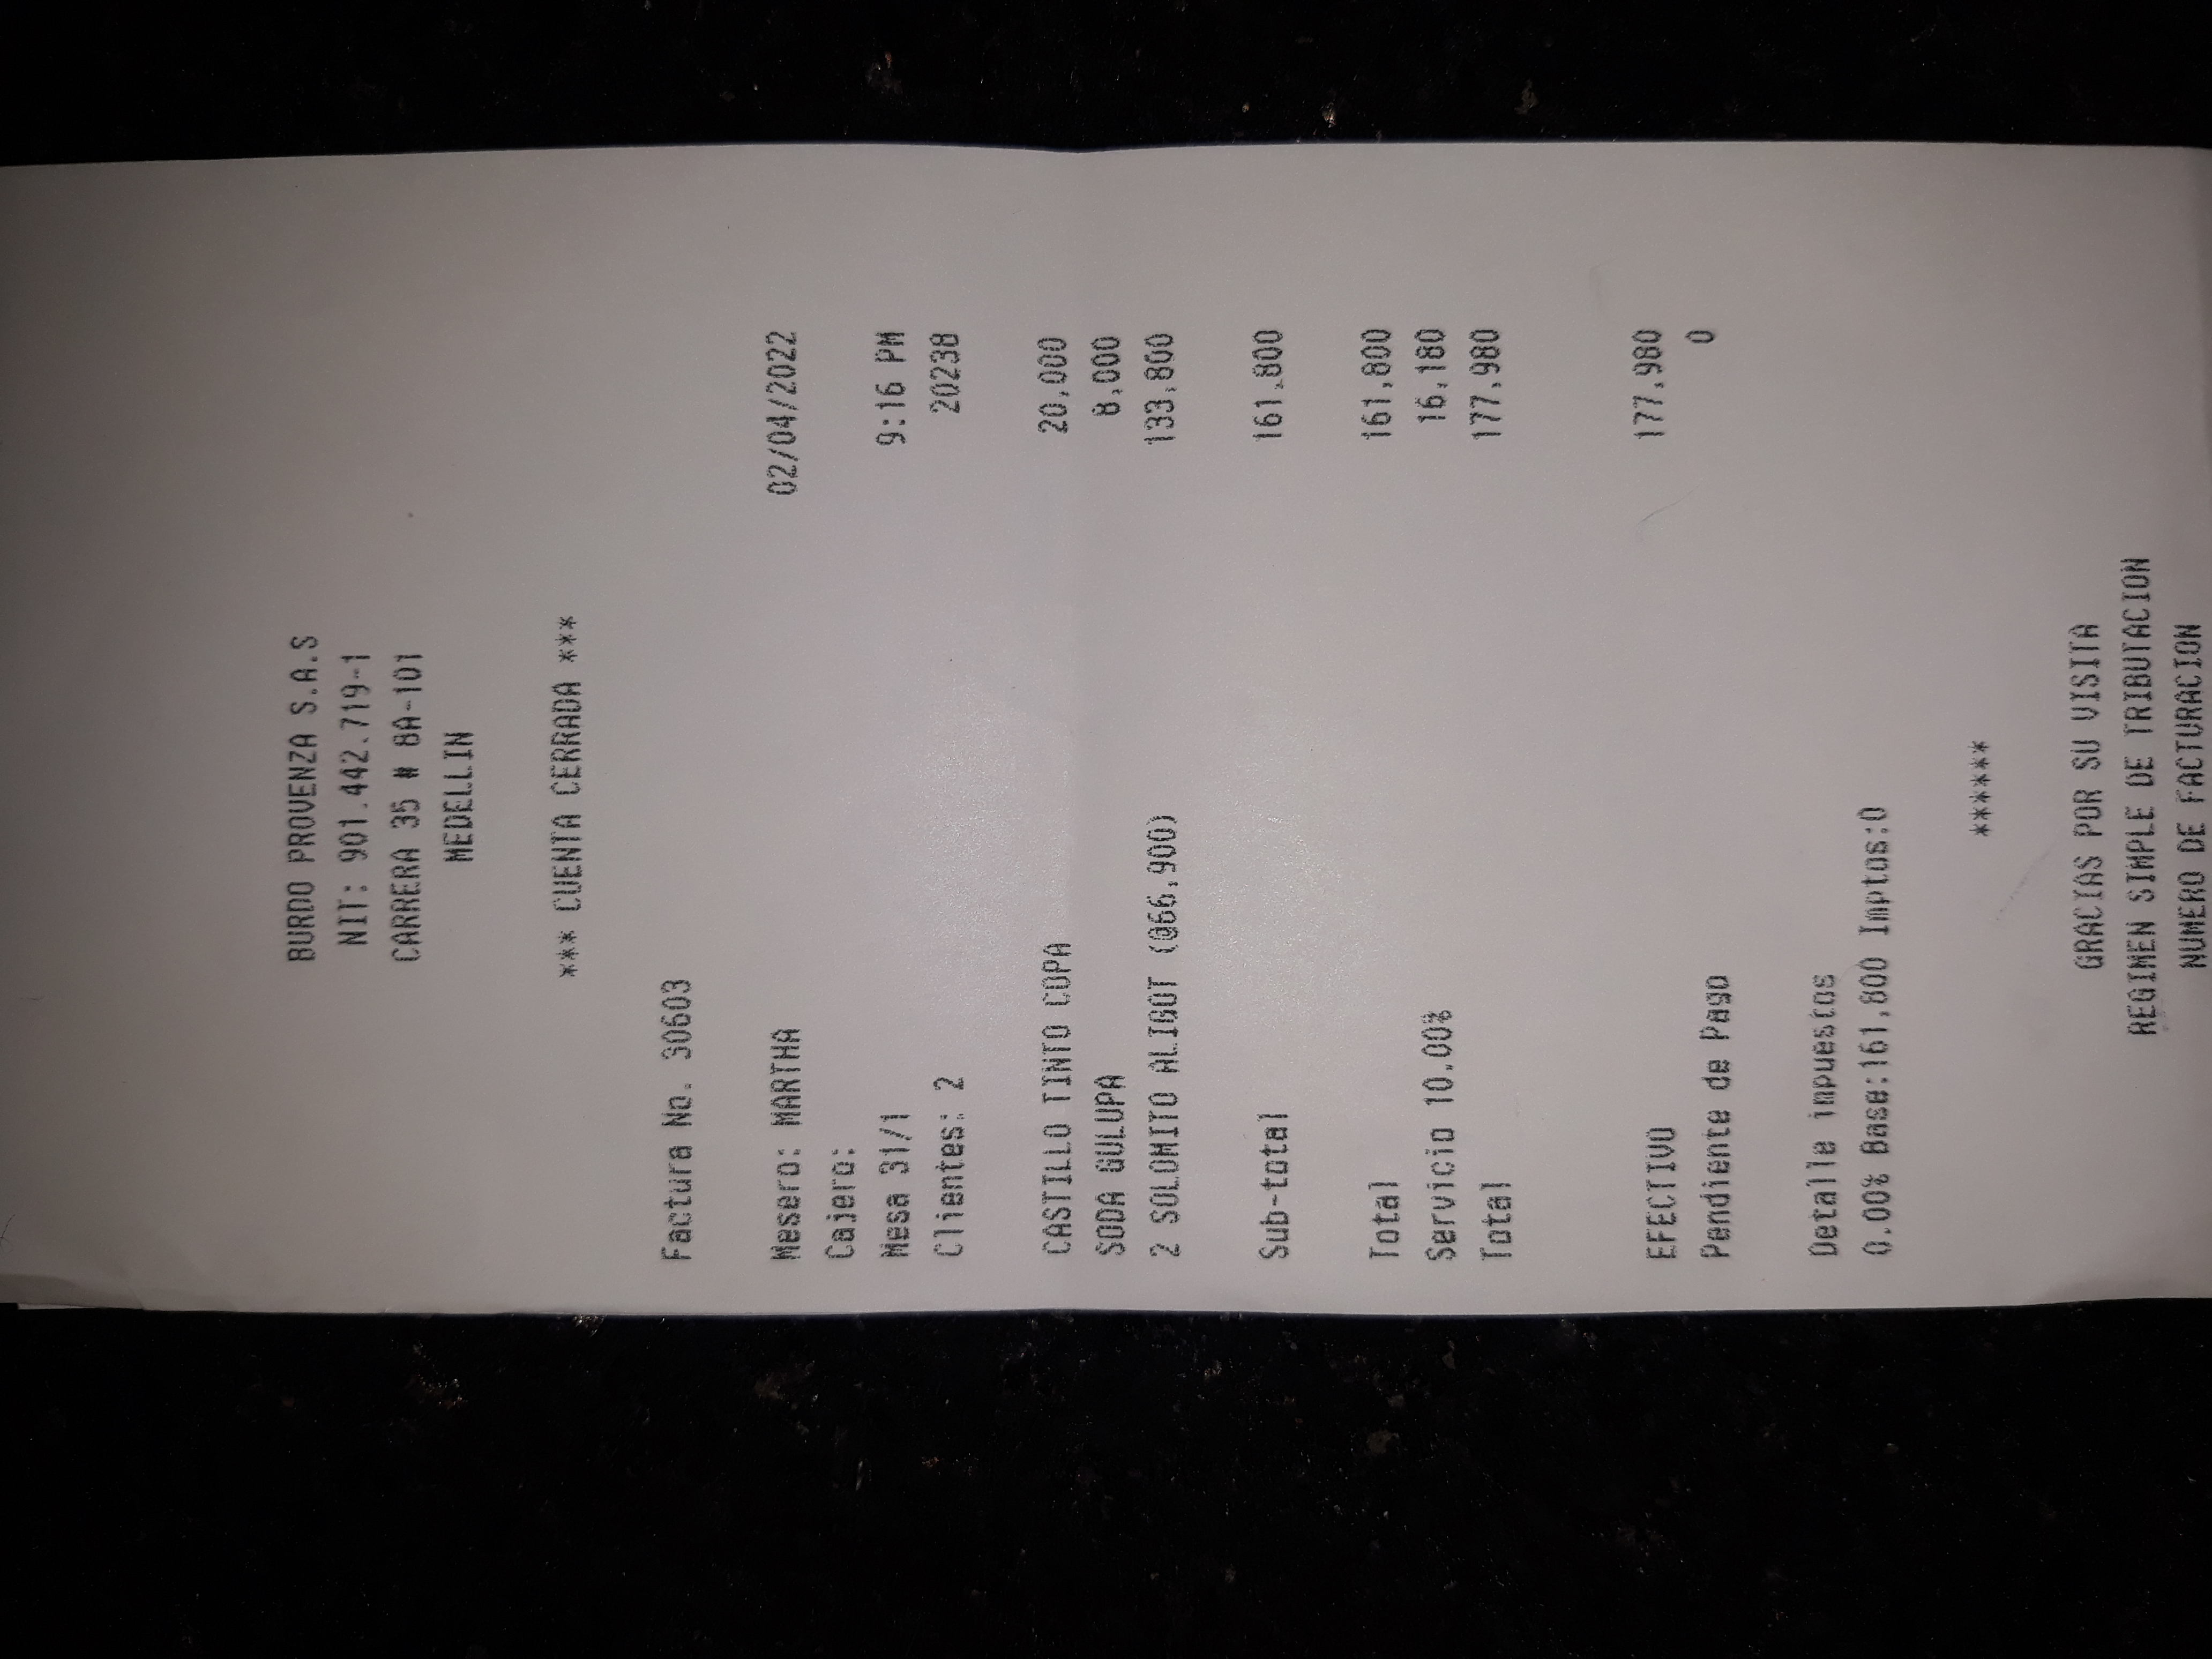 BURDO PROVENZA S.A.S
NIT: 901.442.719-1
CARRERA 35 # 8A-101
MEDELLIN
*** CUENTA CERRADA ***
Factura No. 30603
Mesero: MARTHA 02/04/2022
Cajero:
Mesa 31/1 9:16 PM
Clientes: 2 20238
CASTILLO TINTO COPA 20,000
SODA GULUPA 8,000
2 SOLOMITO ALIGOT (@66,900) 133,800
Sub-total 161,800
Total 161,800
Servicio 10.00% 16,180
Total 177,980
EFECTIVO 177,980
Pendiente de Pago 0
Detalle impuestos
0.00% Base:161,800 Imptos:0
******
GRACIAS POR SU VISITA
REGIMEN SIMPLE DE TRIBUTACION
NUMERO DE FACTURACION